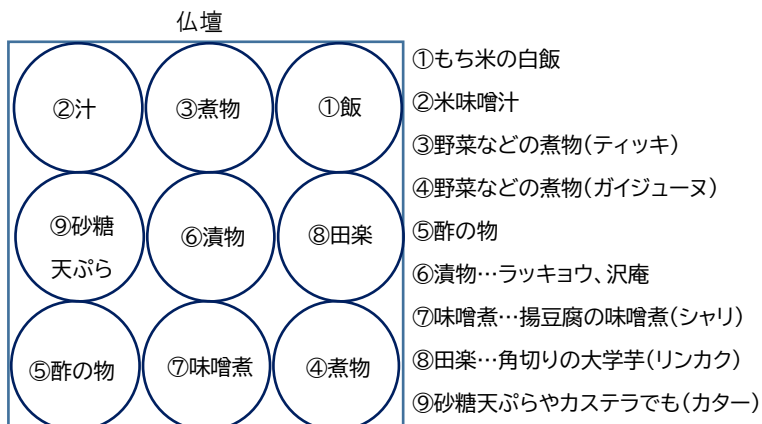 仏壇
②汁
③煮物
①飯
⑨砂糖
天ぷら
⑥漬物
⑧田楽
⑤酢の物
⑦味噌煮
④煮物
①もち米の白飯
②米味噌汁
③野菜などの煮物(ティッキ)
④野菜などの煮物(ガイジューヌ)
⑤酢の物
⑥漬物…ラッキョウ、沢庵
⑦味噌煮…揚豆腐の味噌煮(シャリ)
⑧田楽…角切りの大学芋(リンカク)
⑨砂糖天ぷらやカステラでも(カター)